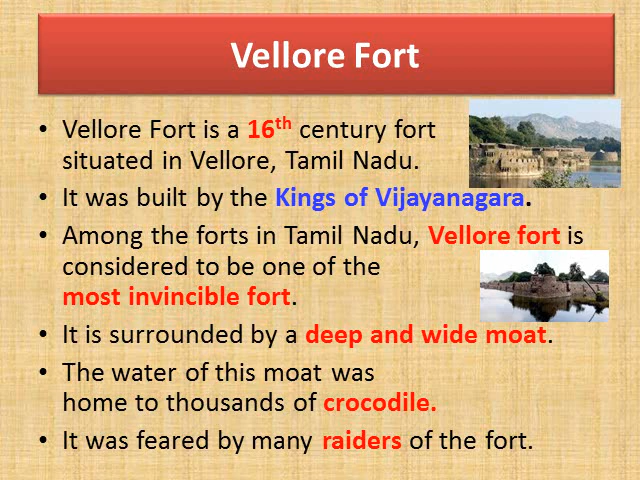 Vellore Fort
• Vellore Fort is a 16th century fort
situated in Vellore, Tamil Nadu.
• It was built by the Kings of Vijayanagara.
• Among the forts in Tamil Nadu, Vellore fort is
considered to be one of the
most invincible fort.
• It is surrounded by a deep and wide moat.
• The water of this moat was
home to thousands of crocodile.
• It was feared by many raiders of the fort.